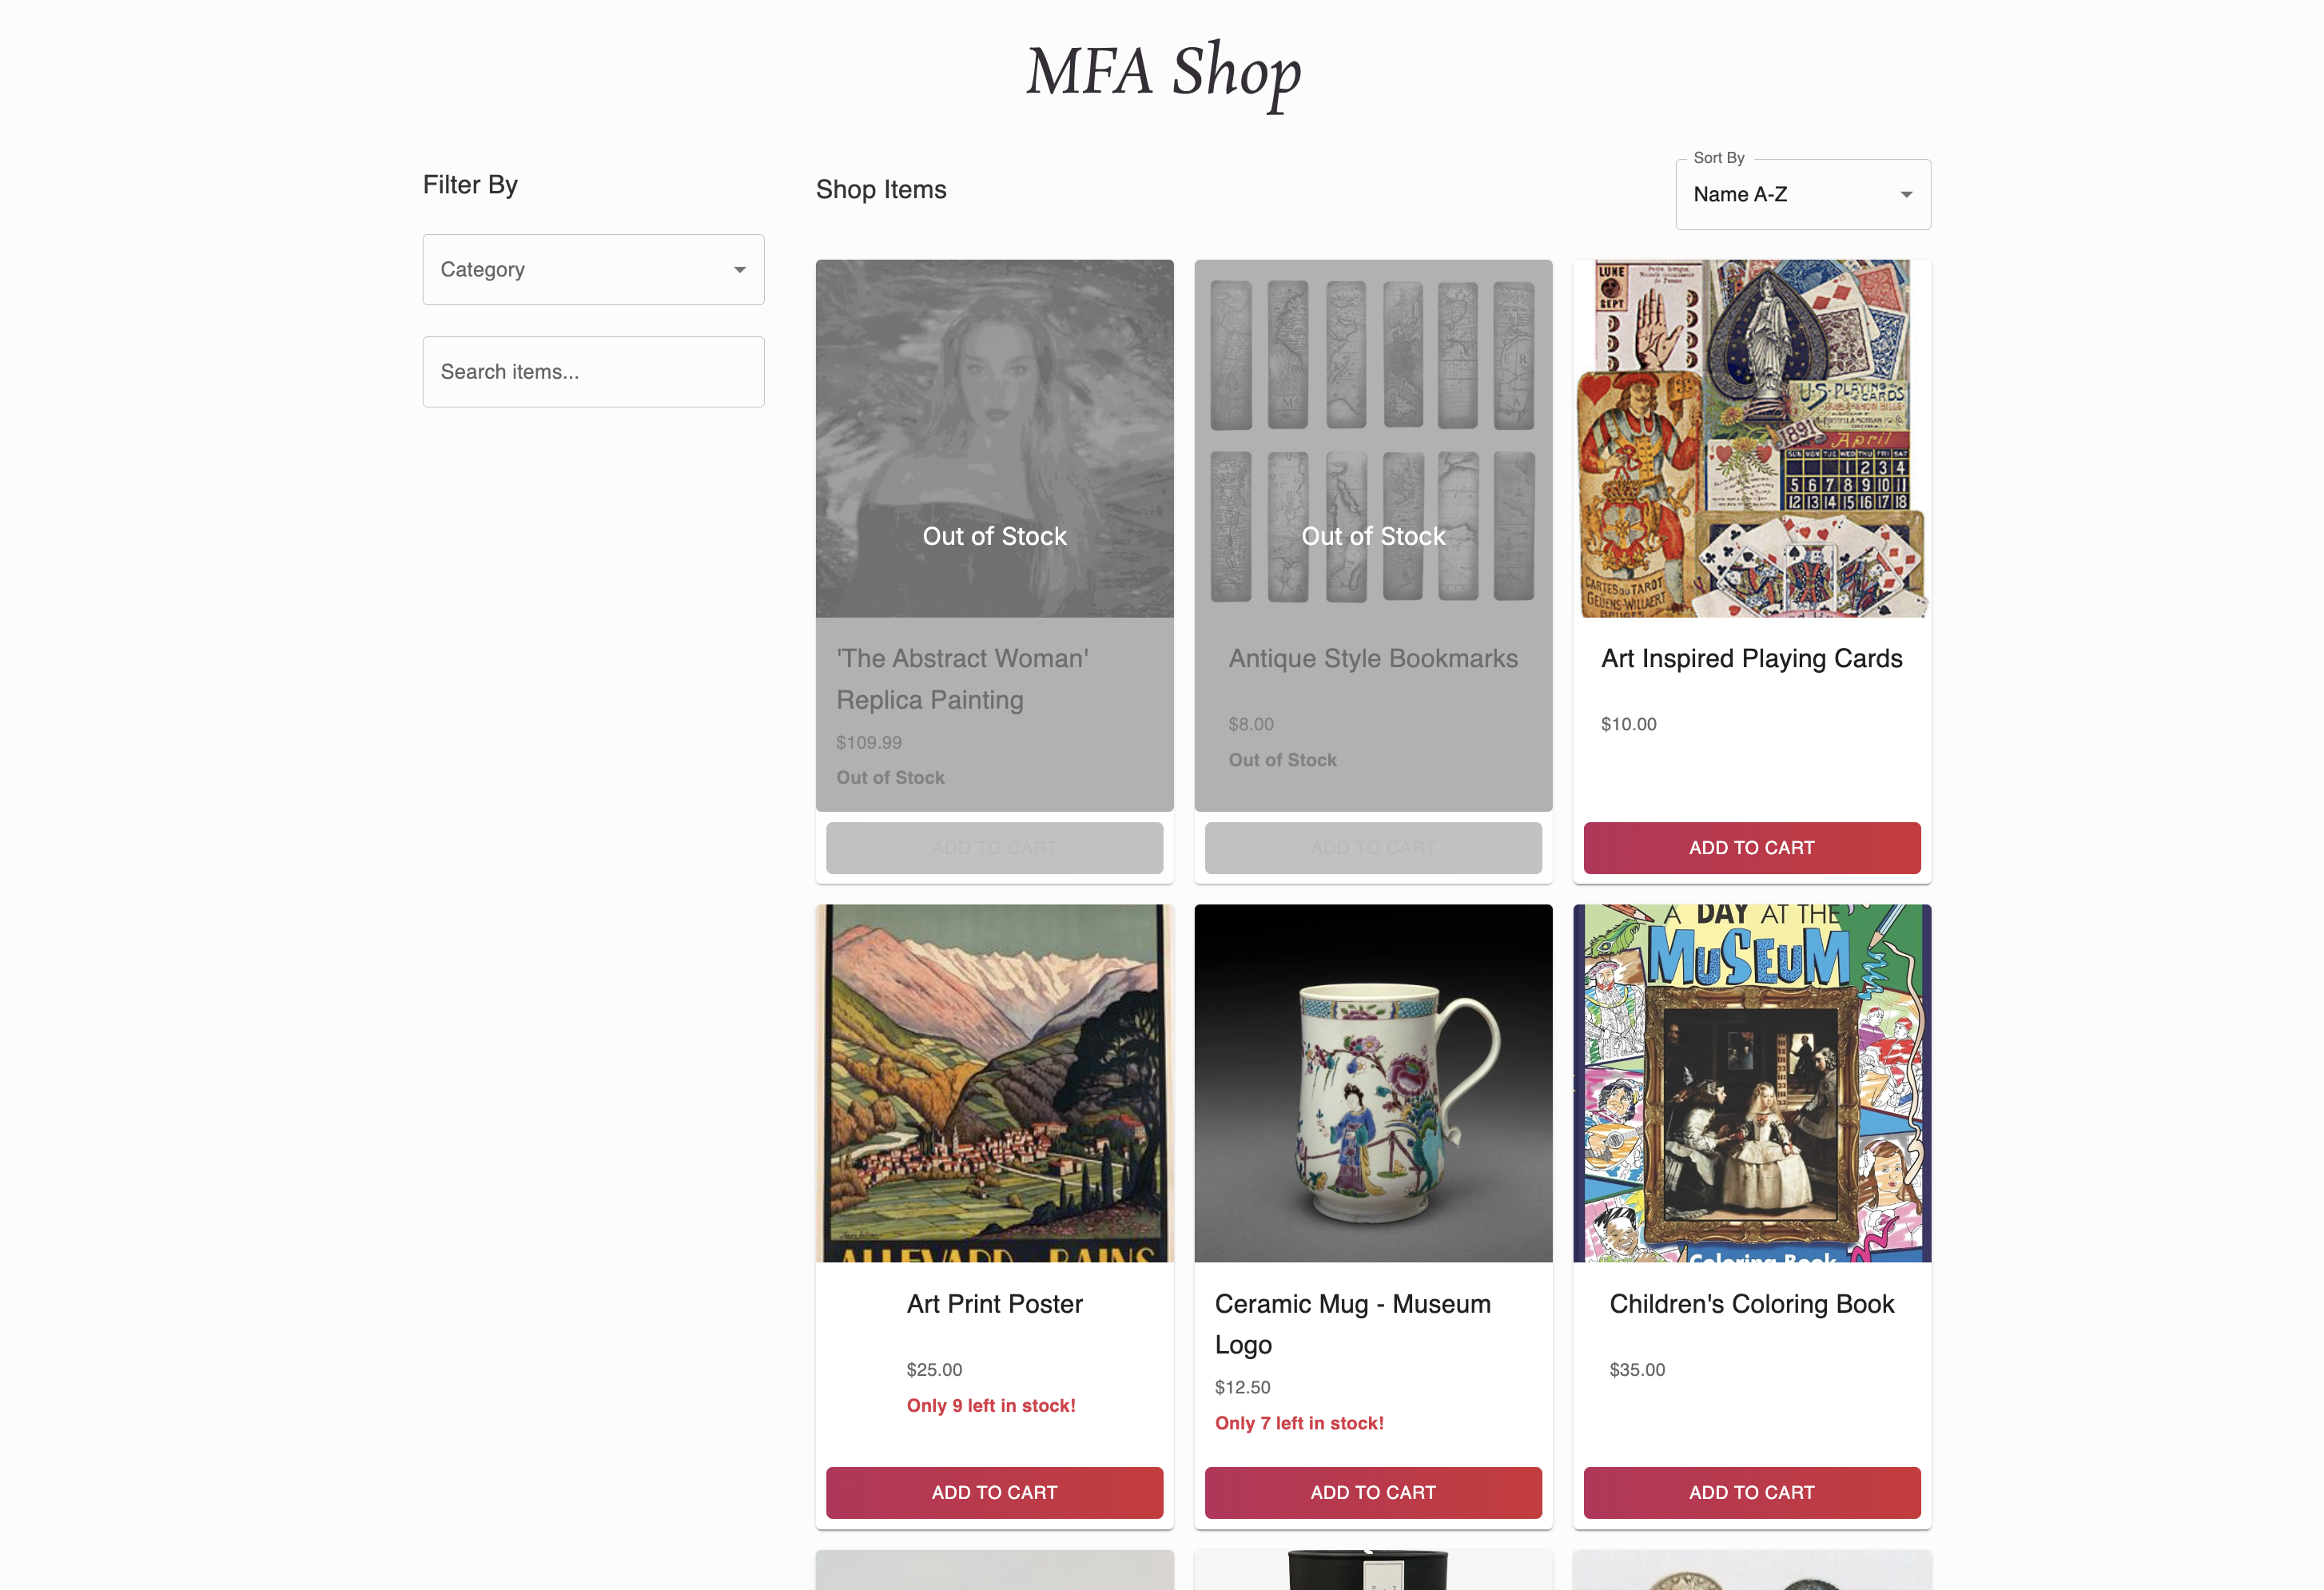 MFA Shop
Filter By
Category
Search items...
Shop Items
Sort By
Name A-Z
Out of Stock
'The Abstract Woman'
Replica Painting
$109.99
Out of Stock
ADD TO CART
Out of Stock
Antique Style Bookmarks
$8.00
Out of Stock
ADD TO CART
LUNE
SEPT
U.S. PLAYING
CARDS
1891
April
SUN MON TUE WED THU FRI SAT
1 2 3 4
5 6 7 8 9 10 11
12 13 14 15 16 17 18
CARTES DU TAROT
GEUENS-WILLAERT
BRUGES
Art Inspired Playing Cards
$10.00
ADD TO CART
ALLEVARD BAINS
Art Print Poster
$25.00
Only 9 left in stock!
ADD TO CART
Ceramic Mug - Museum
Logo
$12.50
Only 7 left in stock!
ADD TO CART
A DAY AT THE
MUSEUM
Coloring Book
Children's Coloring Book
$35.00
ADD TO CART